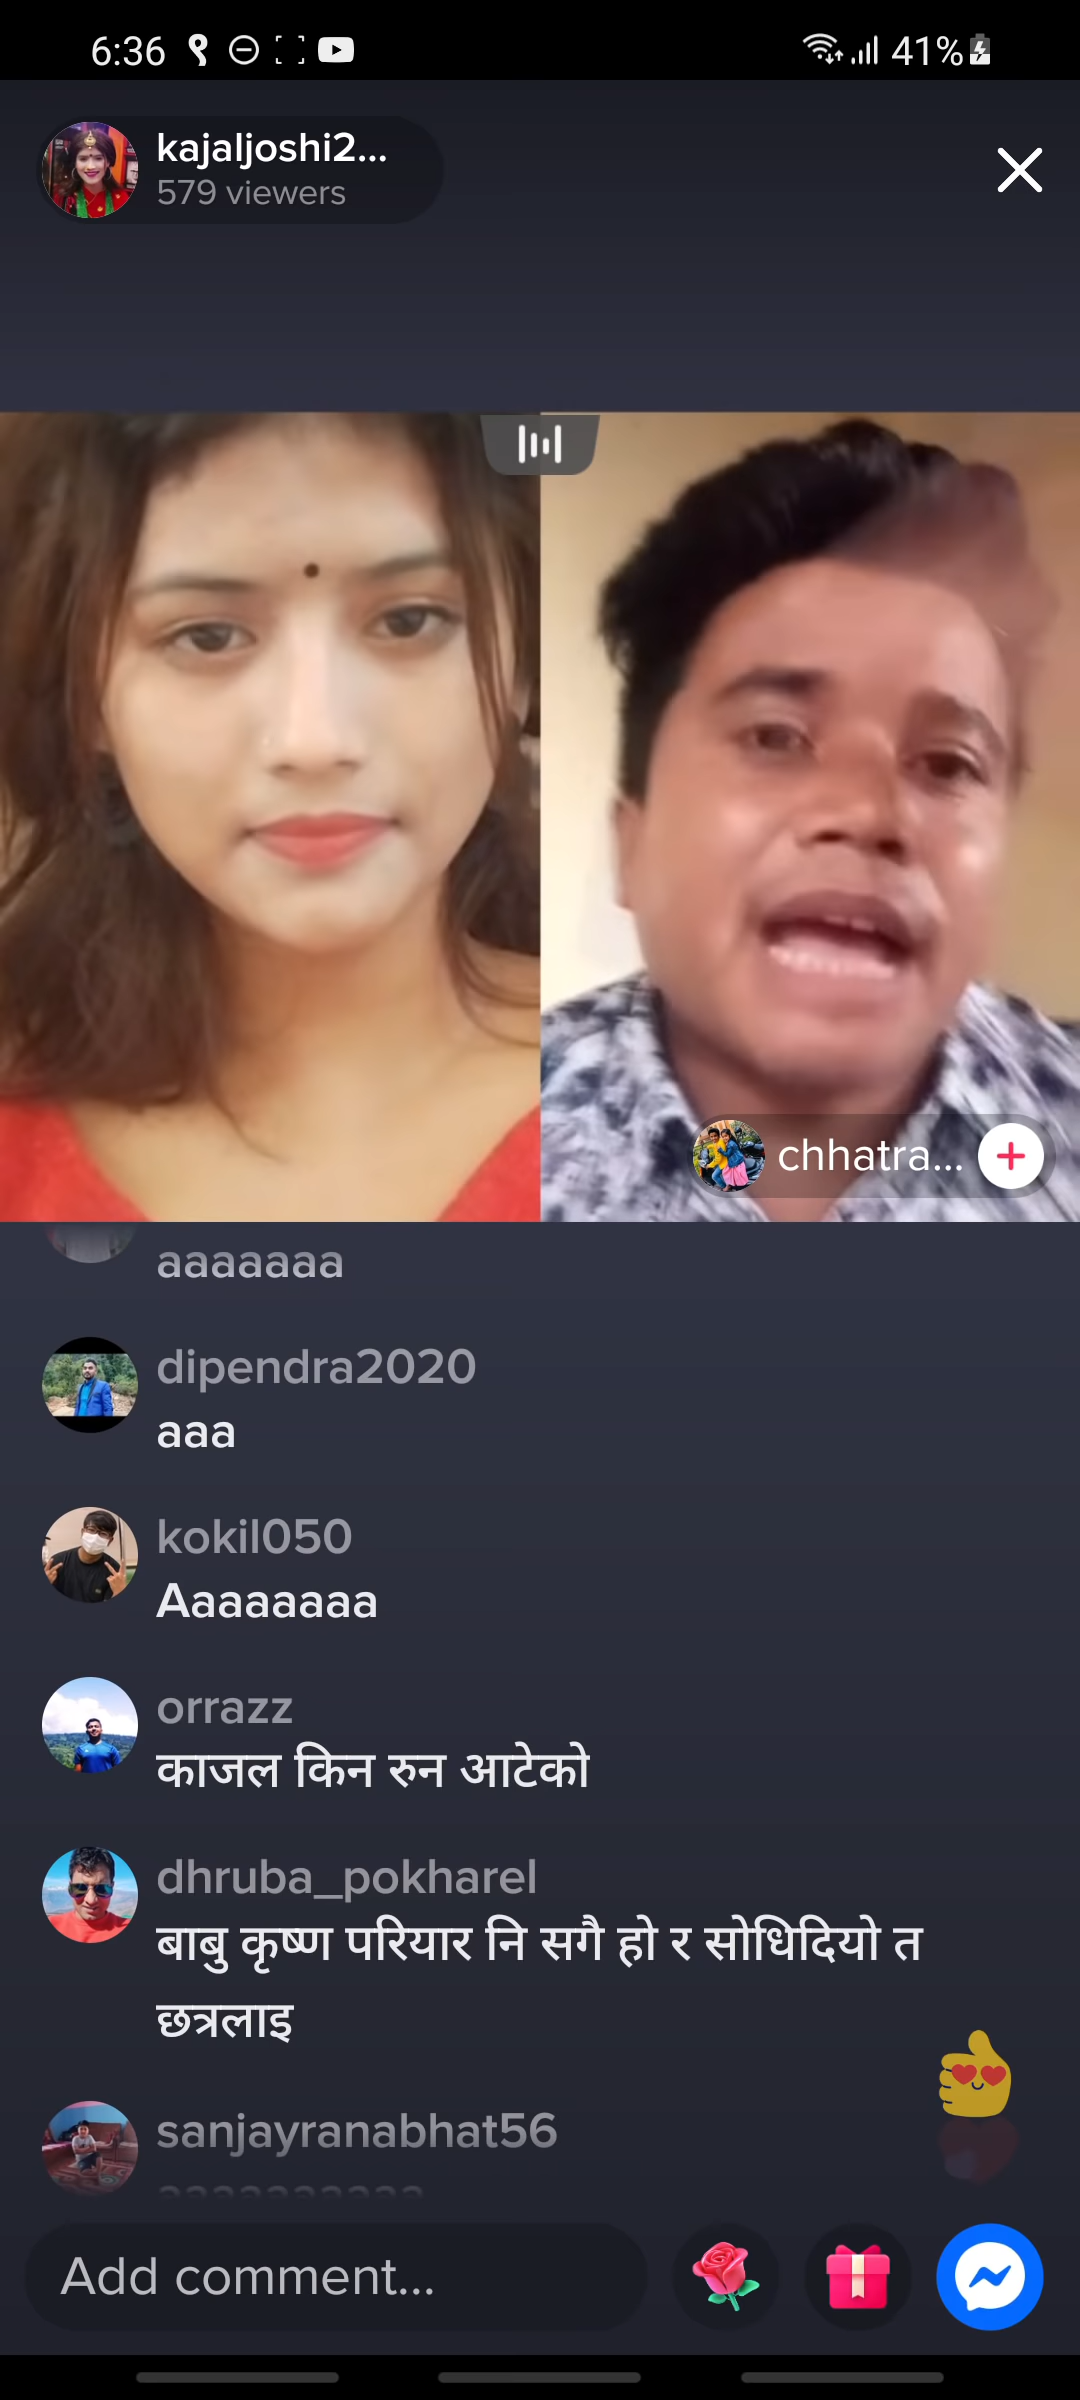 6:36
41%
kajaljoshi2...
579 viewers
chhatra...
aaaaaaa
dipendra2020
aaa
kokil050
Aaaaaaaa
orrazz
काजल किन रुन आटेको
dhruba_pokharel
बाबु कृष्ण परियार नि सगै हो र सोधिदियो त
छत्रलाइ
sanjayranabhat56
aaaaaaaaaa
Add comment...